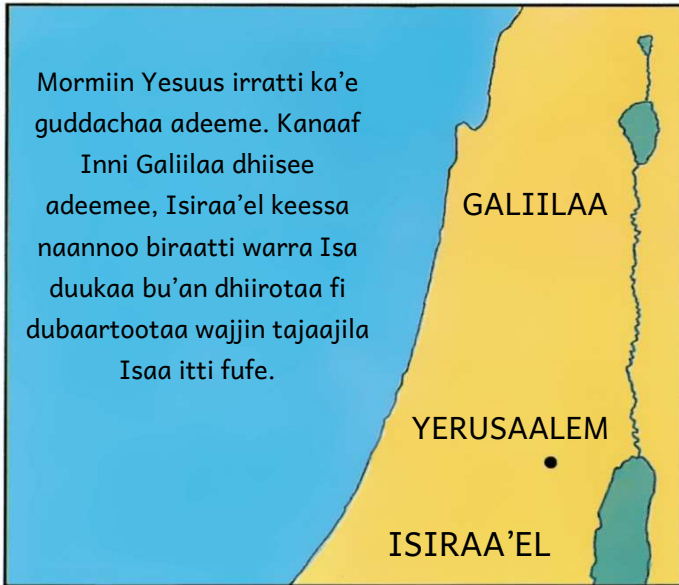 Mormiin Yesuus irratti ka’e
guddachaa adeeme. Kanaaf
Inni Galiilaa dhiisee
adeemee, Isiraa’el keessa
naannoo biraatti warra Isa
duukaa bu’an dhiirotaa fi
dubaartootaa wajjin tajaajila
Isaa itti fufe.
GALIILAA
YERUSAALEM
ISIRAA’EL